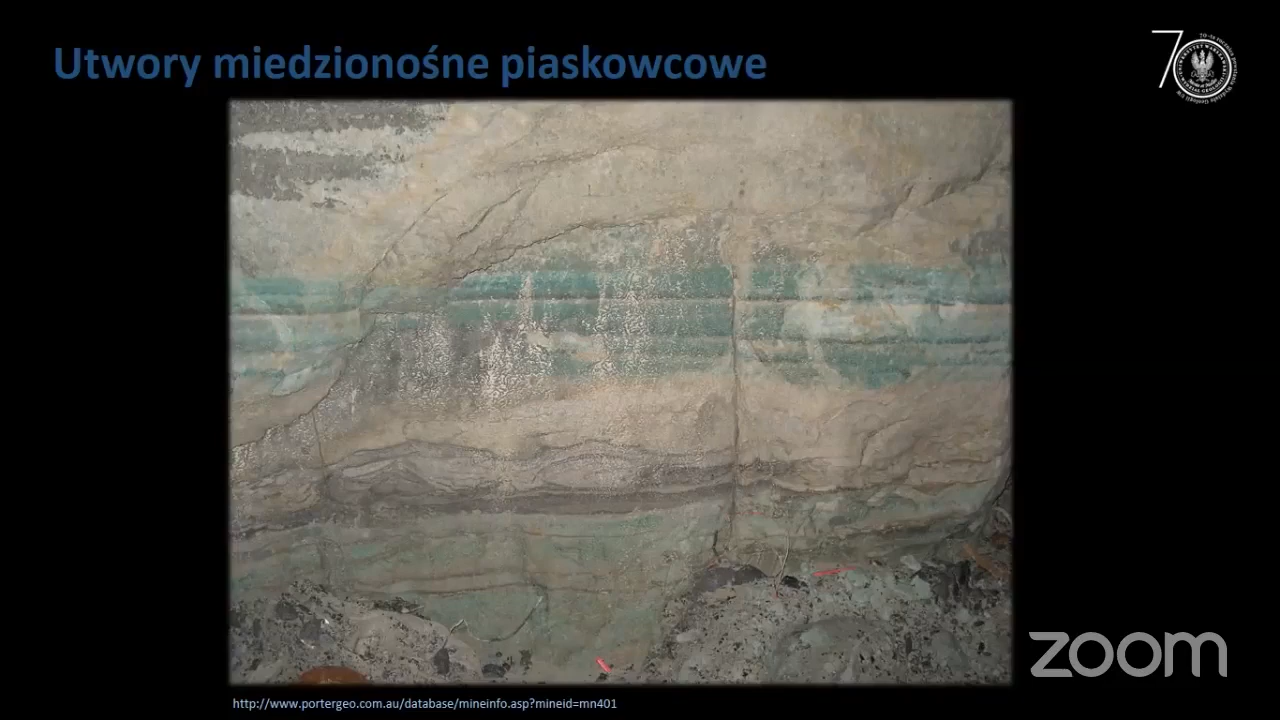 Utwory miedzionośne piaskowcowe
70
http://www.portergeo.com.au/database/mineinfo.asp?mineid=mn401
zoom